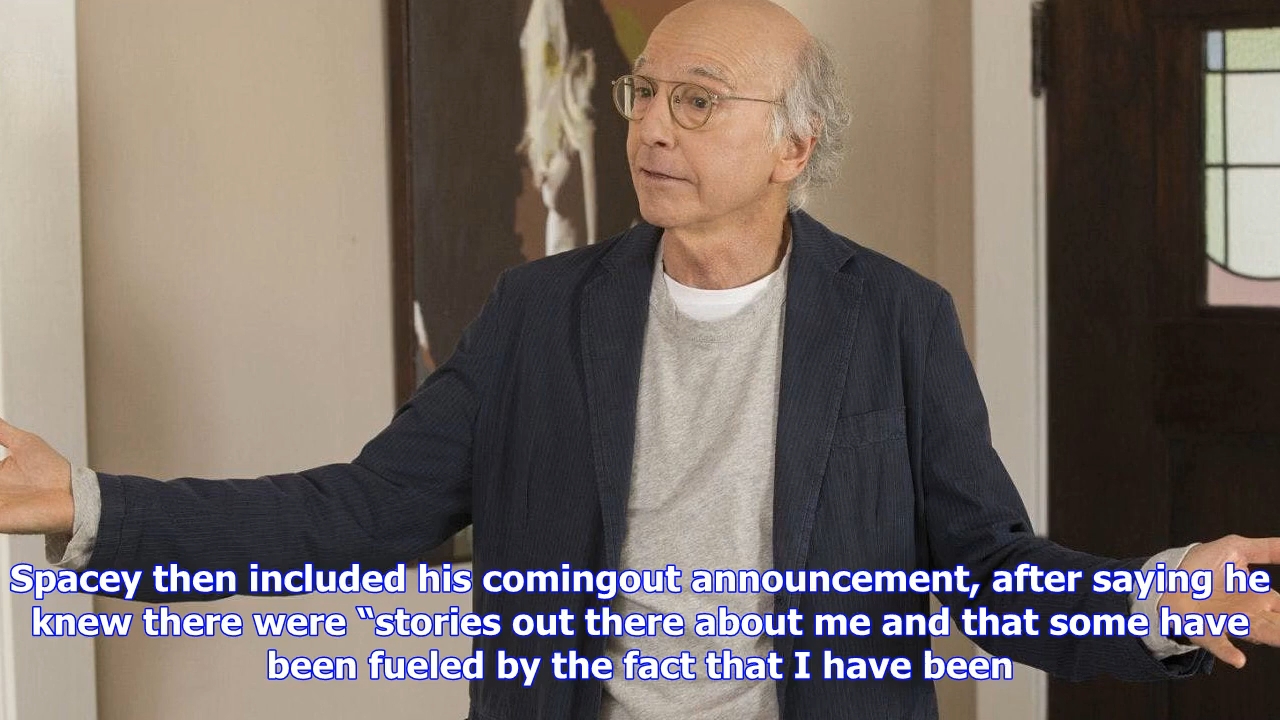 Spacey then included his comingout announcement, after saying he
knew there were “stories out there about me and that some have
been fueled by the fact that I have been